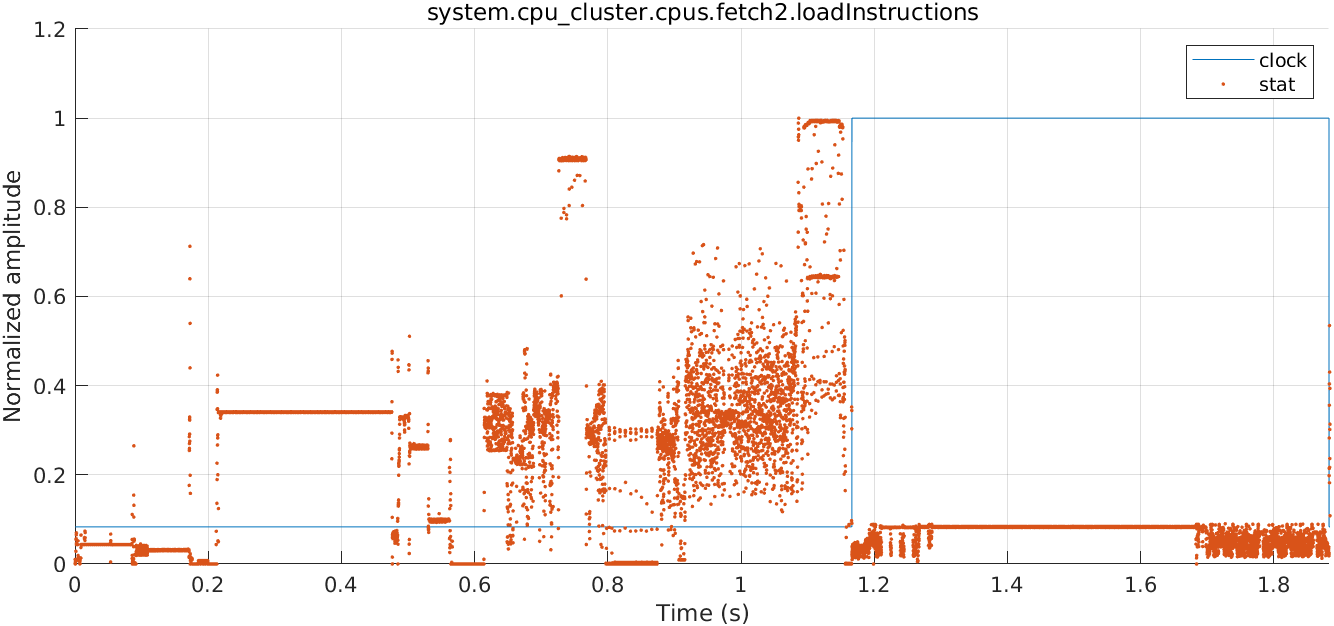 system.cpu_cluster.cpus.fetch2.loadInstructions
Normalized amplitude
1.2
1
0.8
0.6
0.4
0.2
0
clock
stat
0 0.2 0.4 0.6 0.8 1 1.2 1.4 1.6 1.8
Time (s)